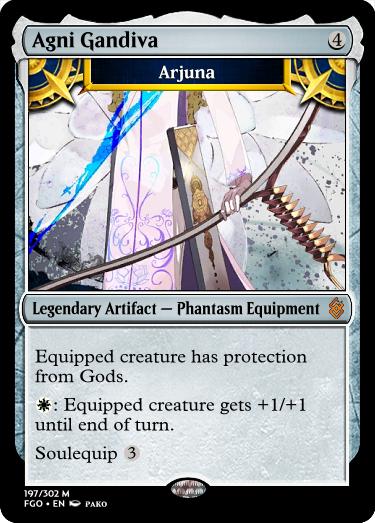 Agni Gandiva 4
Arjuna
Legendary Artifact — Phantasm Equipment
Equipped creature has protection
from Gods.
: Equipped creature gets +1/+1
until end of turn.
Soulequip 3
197/302 M
FGO • EN PAKO